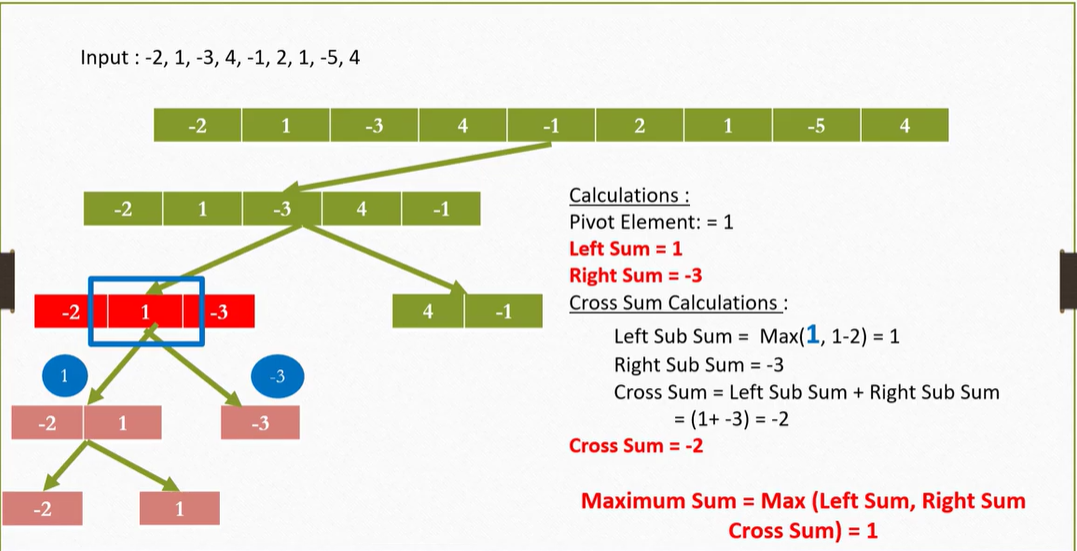 Input : -2, 1, -3, 4, -1, 2, 1, -5, 4
-2 1 -3 4 -1 2 1 -5 4
-2 1 -3 4 -1
Calculations :
Pivot Element: = 1
Left Sum = 1
Right Sum = -3
Cross Sum Calculations :
-2 1 -3
4 -1
Left Sub Sum = Max(1, 1-2) = 1
Right Sub Sum = -3
Cross Sum = Left Sub Sum + Right Sub Sum
= (1+ -3) = -2
Cross Sum = -2
1
-3
-2 1
-3
-2
1
Maximum Sum = Max (Left Sum, Right Sum
Cross Sum) = 1